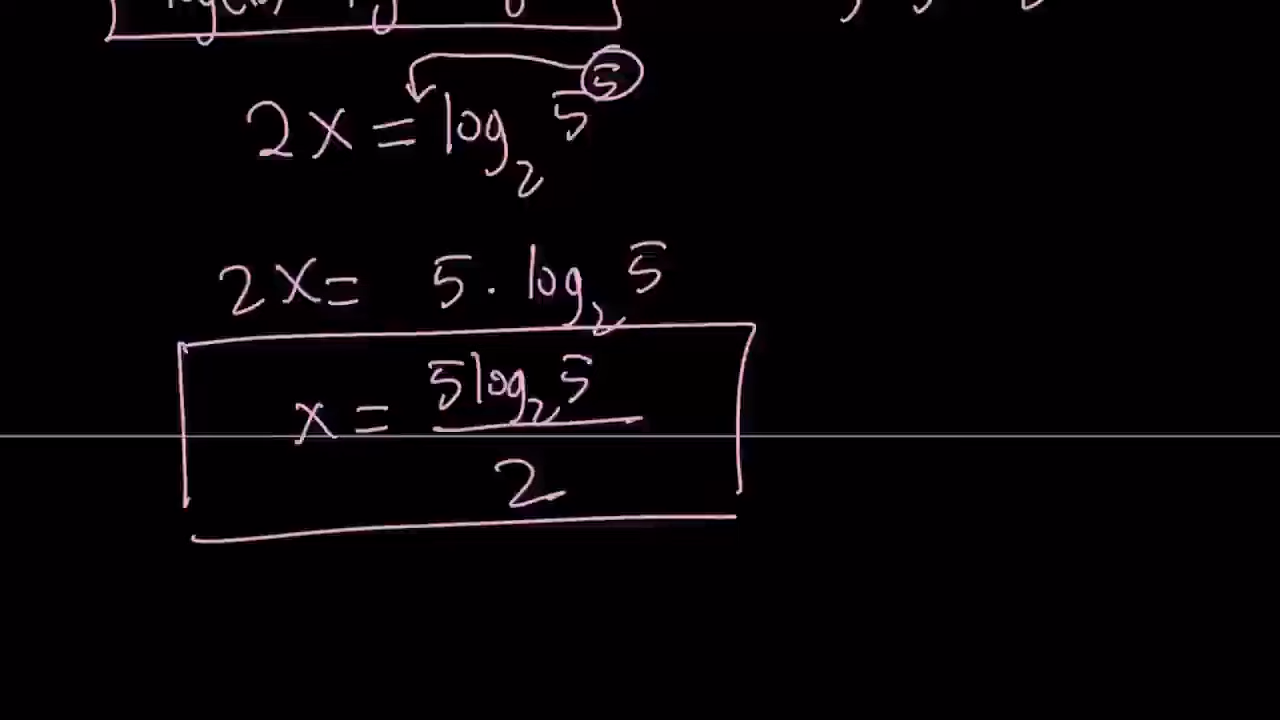 2x = log₂ 5⁵
2x = 5 · log₂ 5
x = 5 log₂ 5
2